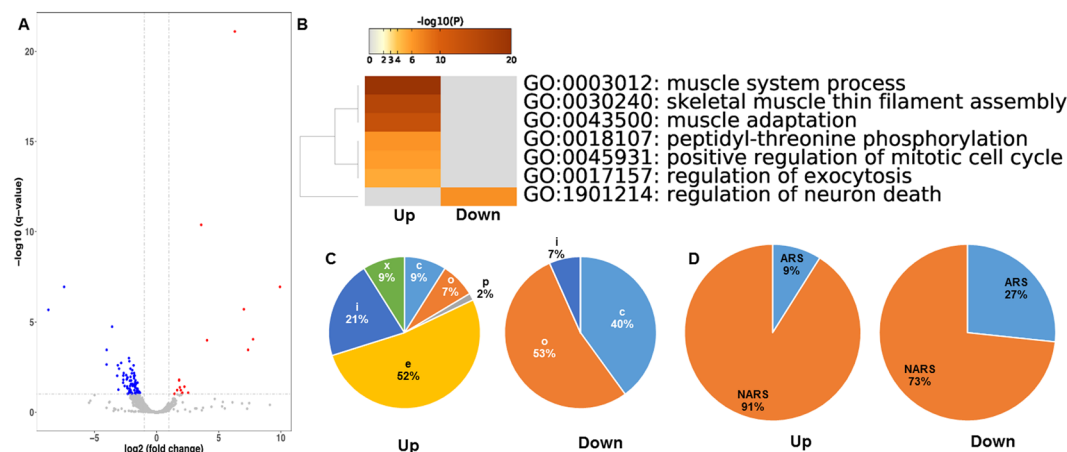 A
B
-log10(P)
0 2 3 4 6 10 20
GO:0003012: muscle system process
GO:0030240: skeletal muscle thin filament assembly
GO:0043500: muscle adaptation
GO:0018107: peptidyl-threonine phosphorylation
GO:0045931: positive regulation of mitotic cell cycle
GO:0017157: regulation of exocytosis
GO:1901214: regulation of neuron death
Up Down
20
15
10
5
0
-log10 (q-value)
-5 0 5 10
log2 (fold change)
C
x
9%
c
9%
o
7%
p
2%
i
21%
e
52%
Up
i
7%
c
40%
o
53%
Down
D
ARS
9%
NARS
91%
Up
ARS
27%
NARS
73%
Down